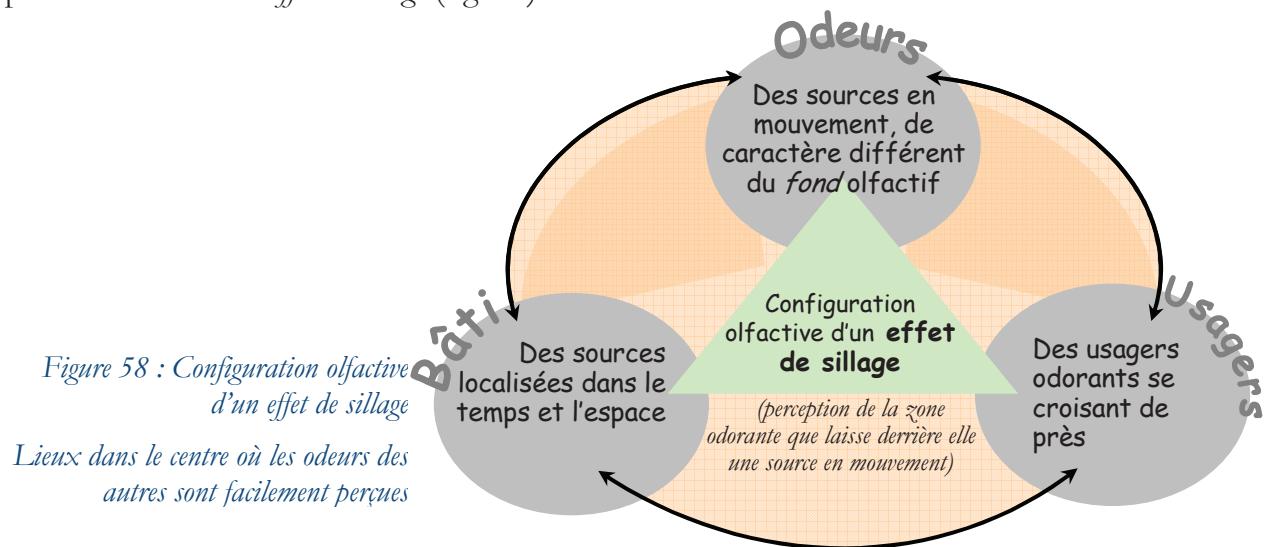 Odeurs
Des sources en
mouvement, de
caractère différent
du fond olfactif
Bâti
Des sources
localisées dans le
temps et l'espace
Usagers
Des usagers
odorants se
croisant de
près
Configuration
olfactive d'un effet
de sillage
(perception de la zone
odorante que laisse derrière elle
une source en mouvement)
Figure 58 : Configuration olfactive
d'un effet de sillage
Lieux dans le centre où les odeurs des
autres sont facilement perçues